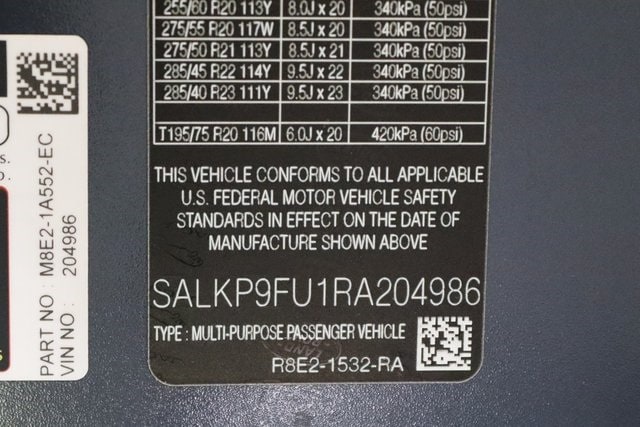 255/60 R20 113Y 8.0J x 20 340kPa (50psi)
275/55 R20 117W 8.5J x 20 340kPa (50psi)
275/50 R21 113Y 8.5J x 21 340kPa (50psi)
285/45 R22 114Y 9.5J x 22 340kPa (50psi)
285/40 R23 111Y 9.5J x 23 340kPa (50psi)
T195/75 R20 116M 6.0J x 20 420kPa (60psi)
THIS VEHICLE CONFORMS TO ALL APPLICABLE
U.S. FEDERAL MOTOR VEHICLE SAFETY
STANDARDS IN EFFECT ON THE DATE OF
MANUFACTURE SHOWN ABOVE
SALKP9FU1RA204986
TYPE : MULTI-PURPOSE PASSENGER VEHICLE
R8E2-1532-RA
PART NO : M8E2-1A552-EC
VIN NO : 204986